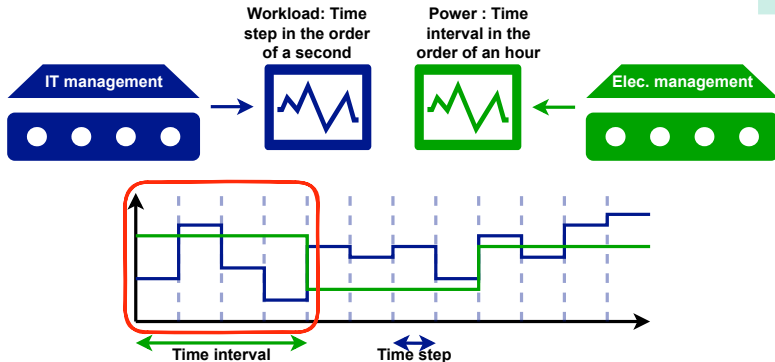 Workload: Time
step in the order
of a second
Power : Time
interval in the
order of an hour
IT management
Elec. management
Time interval
Time step